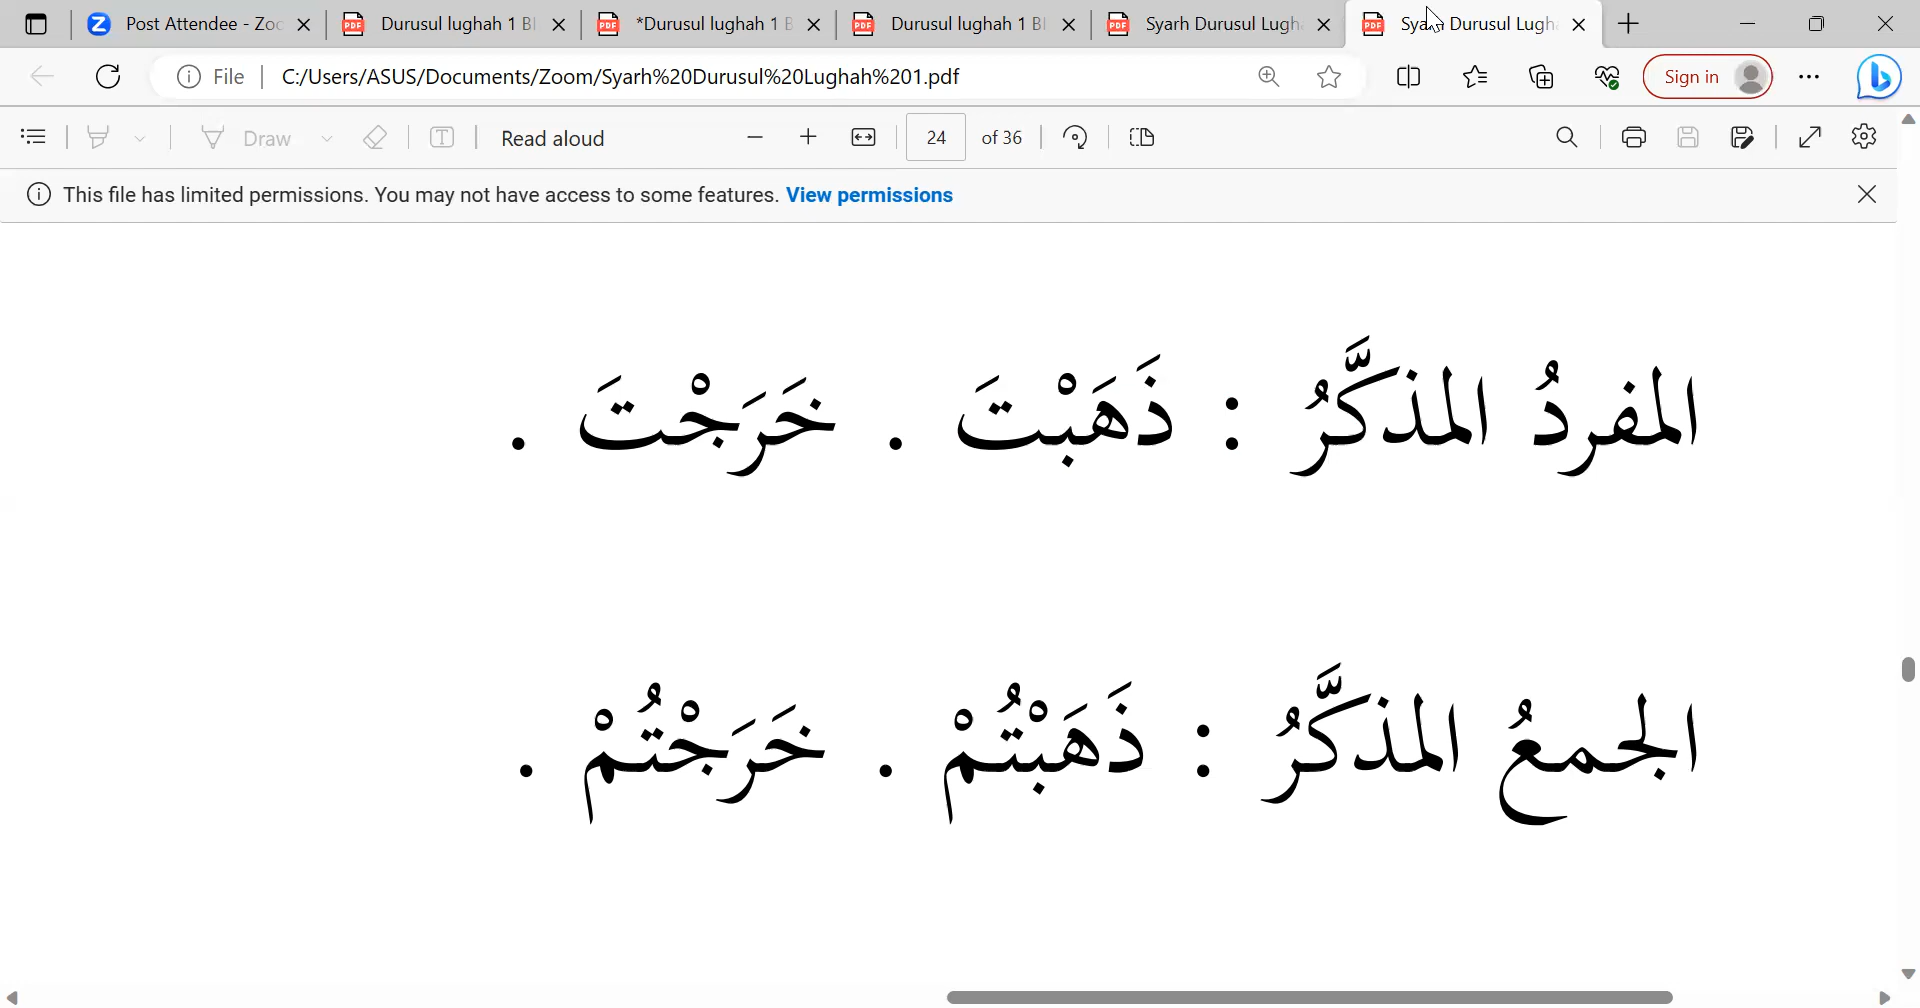 Post Attendee - Zoo
Durusul lughah 1 Bl
*Durusul lughah 1 B
Durusul lughah 1 Bl
Syarh Durusul Lugh
Syarh Durusul Lugh
File
C:/Users/ASUS/Documents/Zoom/Syarh%20Durusul%20Lughah%201.pdf
Sign in
Draw
Read aloud
24
of 36
This file has limited permissions. You may not have access to some features. View permissions
المفردُ المذكَّرُ : ذَهَبْتَ . خَرَجْتَ .
الجمعُ المذكَّرُ : ذَهَبْتُمْ . خَرَجْتُمْ .